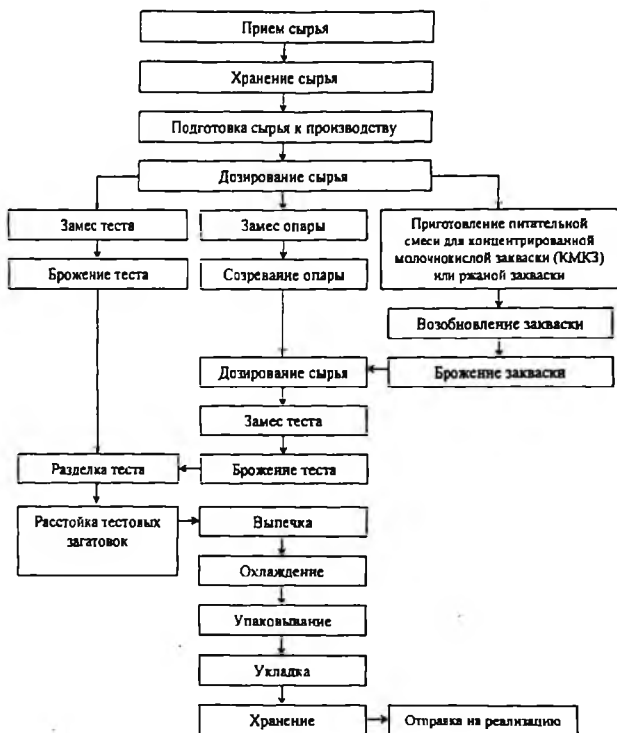 Прием сырья
Хранение сырья
Подготовка сырья к производству
Дозирование сырья
Замес теста
Замес опары
Приготовление питательной
смеси для концентрированной
молочнокислой закваски (КМКЗ)
или ржаной закваски
Брожение теста
Созревание опары
Возобновление закваски
Дозирование сырья
Брожение закваски
Замес теста
Разделка теста
Брожение теста
Расстойка тестовых
загатовок
Выпечка
Охлаждение
Упаковывание
Укладка
Хранение
Отправка на реализацию